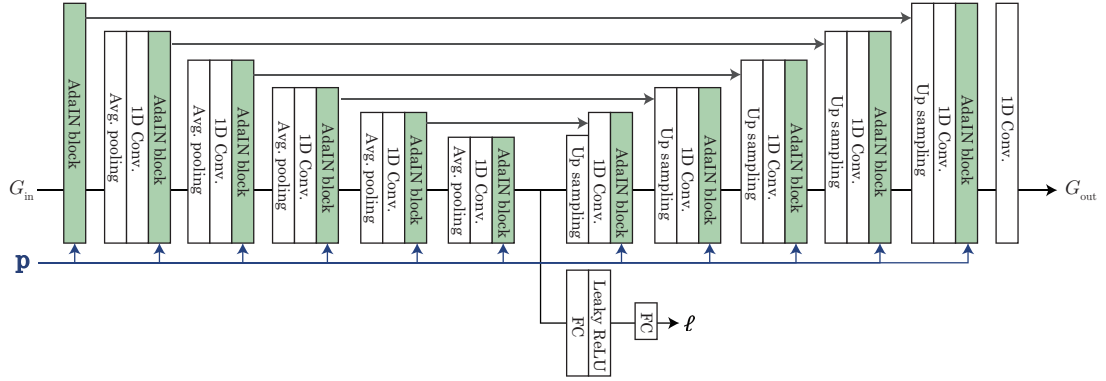 G_in
AdaIN block
Avg. pooling
1D Conv.
AdaIN block
Avg. pooling
1D Conv.
AdaIN block
Avg. pooling
1D Conv.
AdaIN block
Avg. pooling
1D Conv.
AdaIN block
Avg. pooling
1D Conv.
AdaIN block
Up sampling
1D Conv.
AdaIN block
Up sampling
1D Conv.
AdaIN block
Up sampling
1D Conv.
AdaIN block
Up sampling
1D Conv.
AdaIN block
Up sampling
1D Conv.
AdaIN block
1D Conv.
G_out
p
FC
Leaky ReLU
FC
ℓ